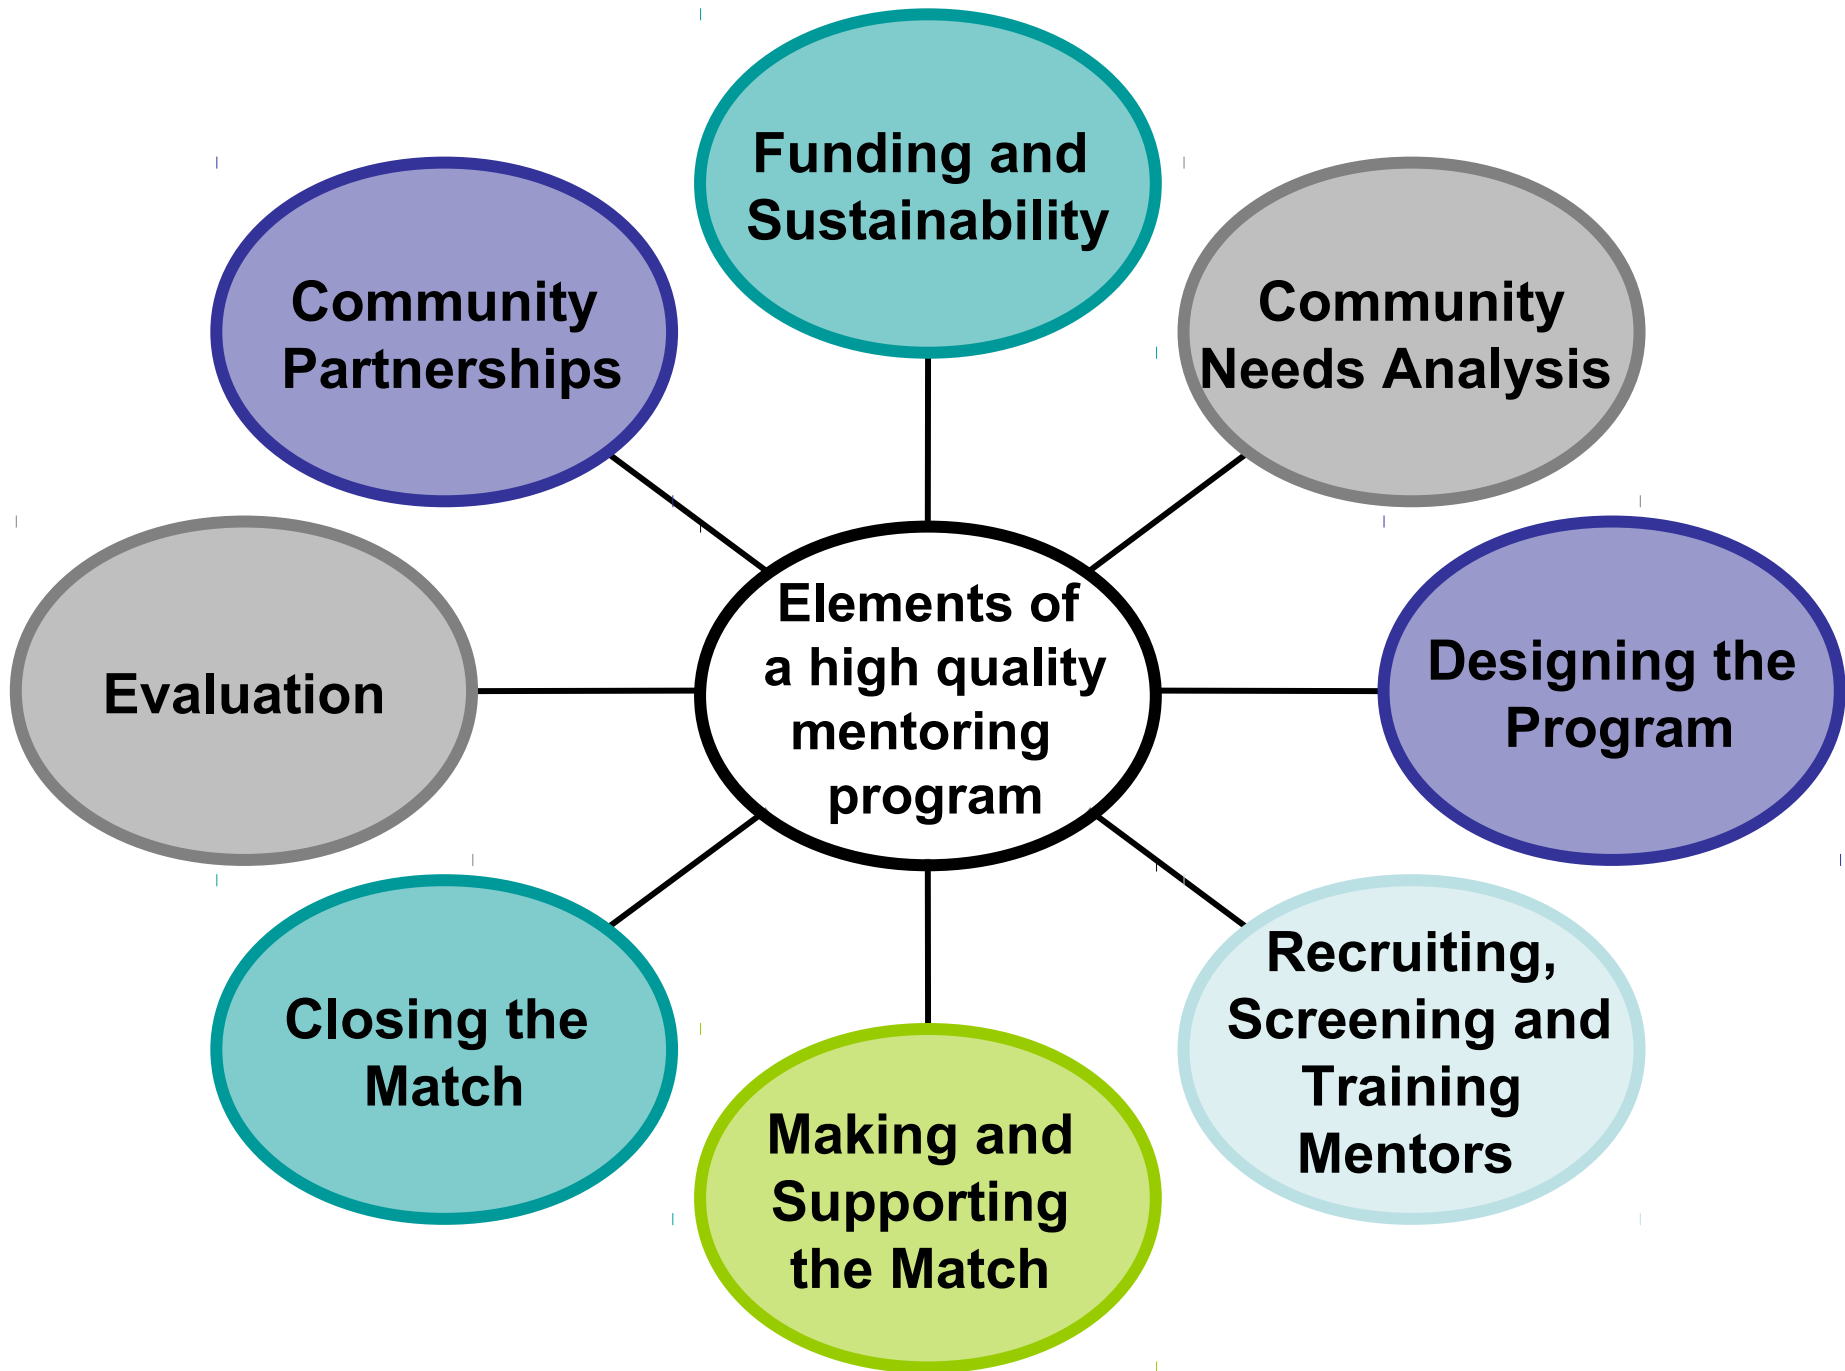 Funding and
Sustainability
Community
Needs Analysis
Designing the
Program
Recruiting,
Screening and
Training
Mentors
Making and
Supporting
the Match
Closing the
Match
Evaluation
Community
Partnerships
Elements of
a high quality
mentoring
program